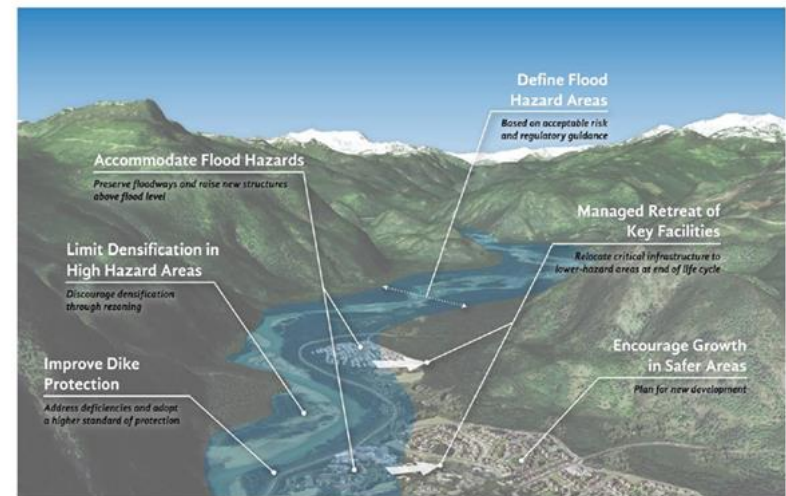 Define Flood
Hazard Areas
Based on acceptable risk
and regulatory guidance
Accommodate Flood Hazards
Preserve floodways and raise new structures
above flood level
Managed Retreat of
Key Facilities
Relocate critical infrastructure to
lower-hazard areas at end of life cycle
Limit Densification in
High Hazard Areas
Discourage densification
through rezoning
Encourage Growth
in Safer Areas
Plan for new development
Improve Dike
Protection
Address deficiencies and adopt
a higher standard of protection